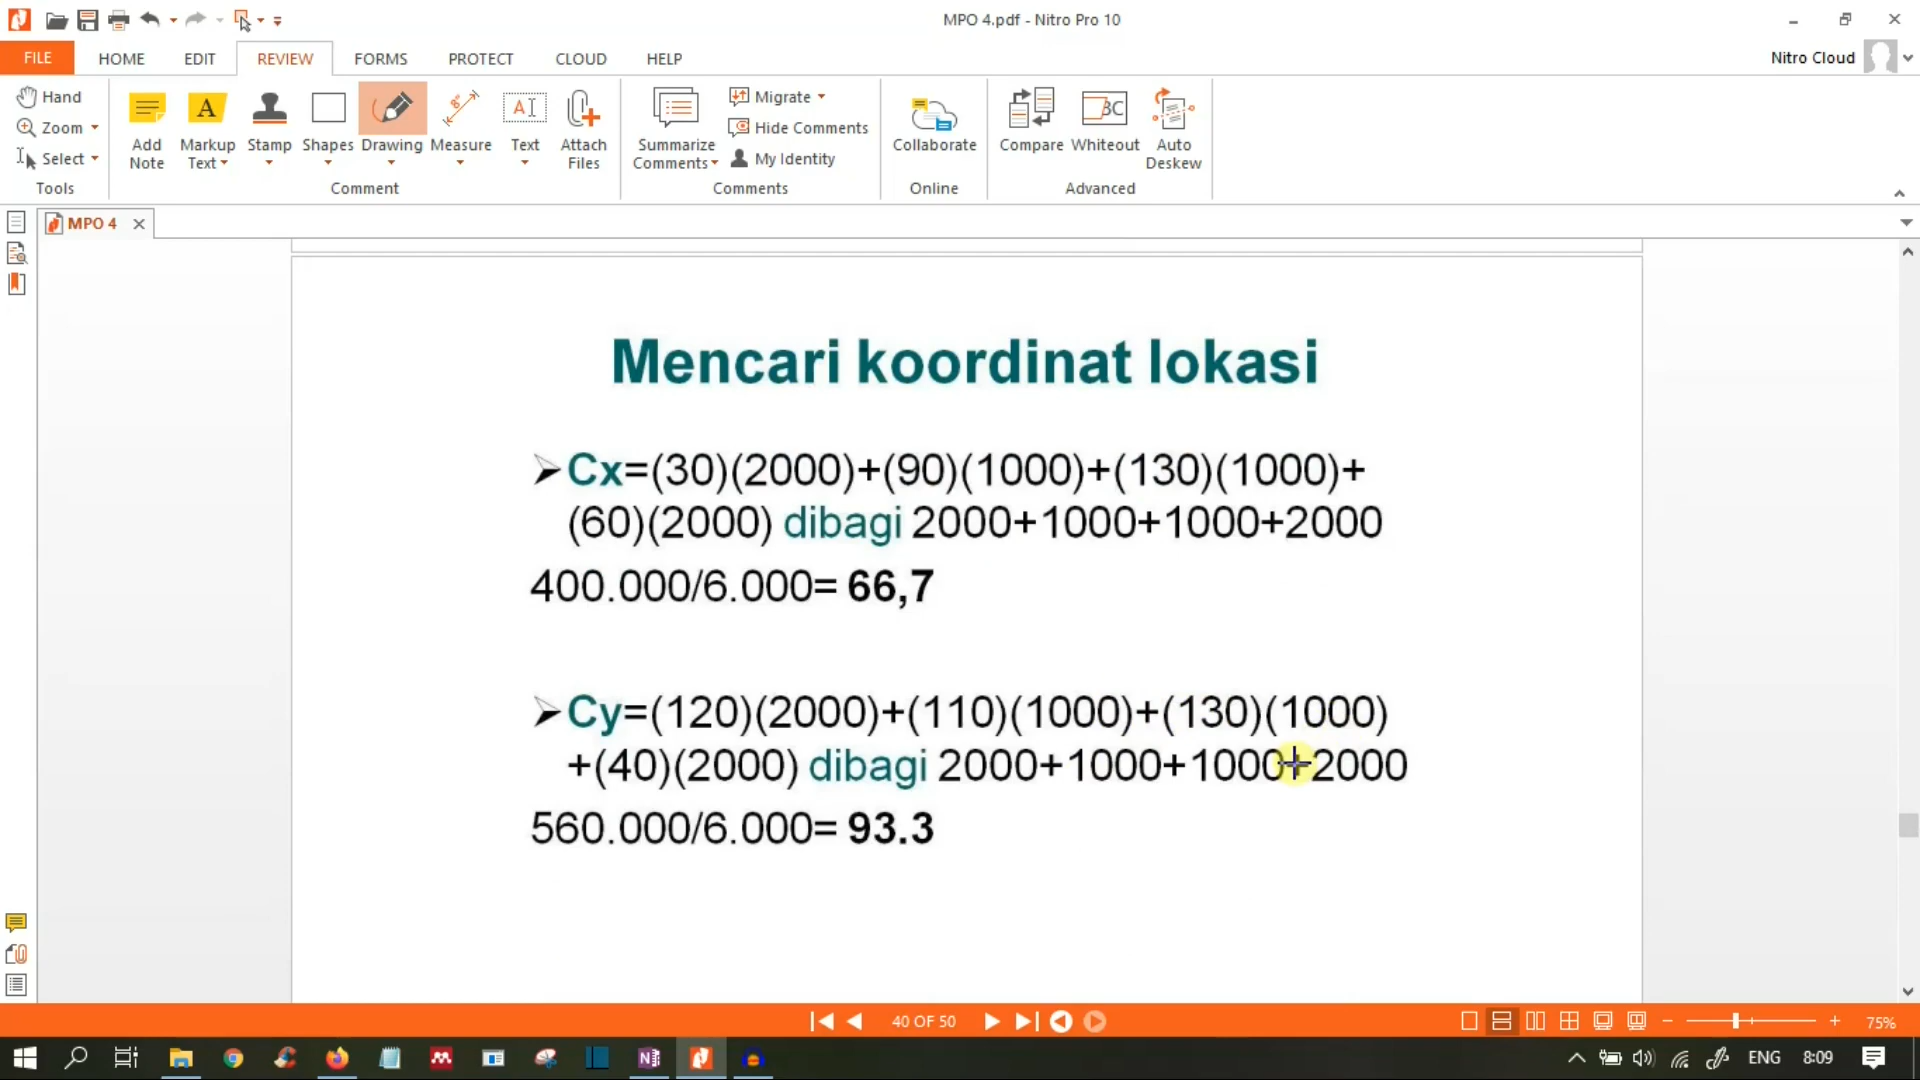 MPO 4.pdf - Nitro Pro 10
FILE HOME EDIT REVIEW FORMS PROTECT CLOUD HELP Nitro Cloud
Hand
Zoom
Select
Tools
Add Note
Markup Text
Stamp
Shapes
Drawing
Measure
Text
Attach Files
Comment
Summarize Comments
Migrate
Hide Comments
My Identity
Comments
Collaborate
Online
Compare
Whiteout
Auto Deskew
Advanced
MPO 4
Mencari koordinat lokasi
Cx=(30)(2000)+(90)(1000)+(130)(1000)+
(60)(2000) dibagi 2000+1000+1000+2000
400.000/6.000= 66,7
Cy=(120)(2000)+(110)(1000)+(130)(1000)
+(40)(2000) dibagi 2000+1000+1000+2000
560.000/6.000= 93.3
40 OF 50
75%
ENG 8:09